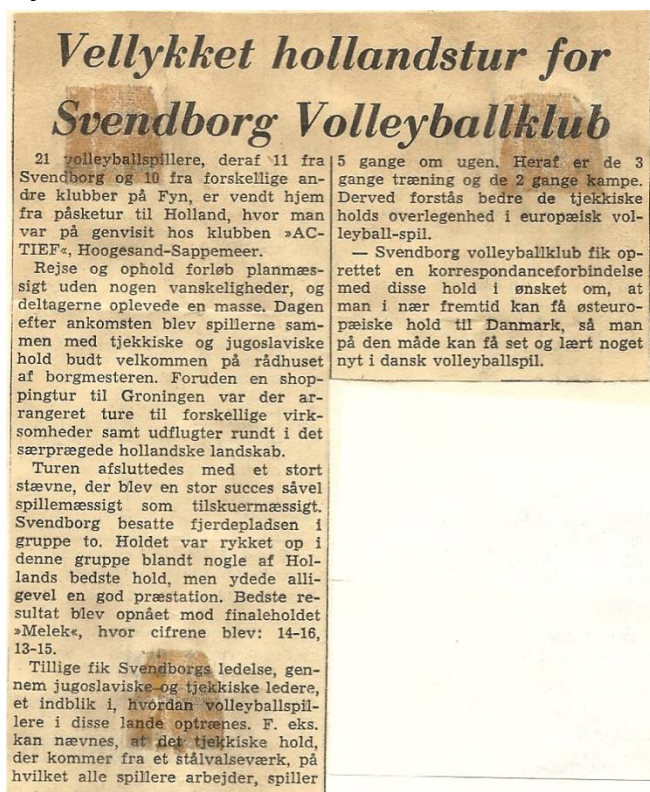 Vellykket hollandstur for
Svendborg Volleyballklub
21 volleyballspillere, deraf 11 fra
Svendborg og 10 fra forskellige an-
dre klubber på Fyn, er vendt hjem
fra påsketur til Holland, hvor man
var på genvisit hos klubben »AC-
TIEF«, Hoogesand-Sappemeer.
Rejse og ophold forløb planmæs-
sigt uden nogen vanskeligheder, og
deltagerne oplevede en masse. Dagen
efter ankomsten blev spillerne sam-
men med tjekkiske og jugoslaviske
hold budt velkommen på rådhuset
af borgmesteren. Foruden en shop-
pingtur til Groningen var der ar-
rangeret ture til forskellige virk-
somheder samt udflugter rundt i det
særprægede hollandske landskab.
Turen afsluttedes med et stort
stævne, der blev en stor succes såvel
spillemæssigt som tilskuermæssigt.
Svendborg besatte fjerdepladsen i
gruppe to. Holdet var rykket op i
denne gruppe blandt nogle af Hol-
lands bedste hold, men ydede alli-
gevel en god præstation. Bedste re-
sultat blev opnået mod finaleholdet
»Melek«, hvor cifrene blev: 14-16,
13-15.
Tillige fik Svendborgs ledelse, gen-
nem jugoslaviske og tjekkiske ledere,
et indblik i, hvordan volleyballspil-
lere i disse lande optrænes. F. eks.
kan nævnes, at det tjekkiske hold,
der kommer fra et stålvalseværk, på
hvilket alle spillere arbejder, spiller
5 gange om ugen. Heraf er de 3
gange træning og de 2 gange kampe.
Derved forstås bedre de tjekkiske
holds overlegenhed i europæisk vol-
leyball-spil.
— Svendborg volleyballklub fik op-
rettet en korrespondanceforbindelse
med disse hold i ønsket om, at
man i nær fremtid kan få østeuro-
pæiske hold til Danmark, så man
på den måde kan få set og lært noget
nyt i dansk volleyballspil.